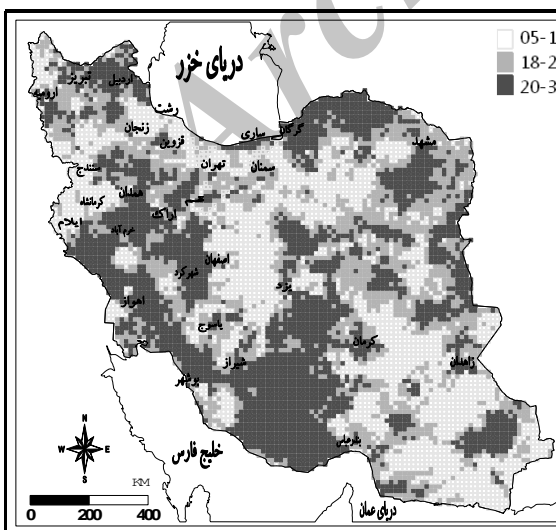 Arc
دریای خزر
05-1
18-2
20-3
تبریز
اردبیل
ارومیه
رشت
زنجان
قزوین
ساری
گرگان
مشهد
تهران
سمنان
سنندج
همدان
قم
کرمانشاه
اراک
ایلام
خرم آباد
اصفهان
شهرکرد
یزد
اهواز
یاسوج
کرمان
زاهدان
شیراز
بوشهر
بندرعباس
خلیج فارس
دریای عمان
N
W
E
S
KM
0 200 400